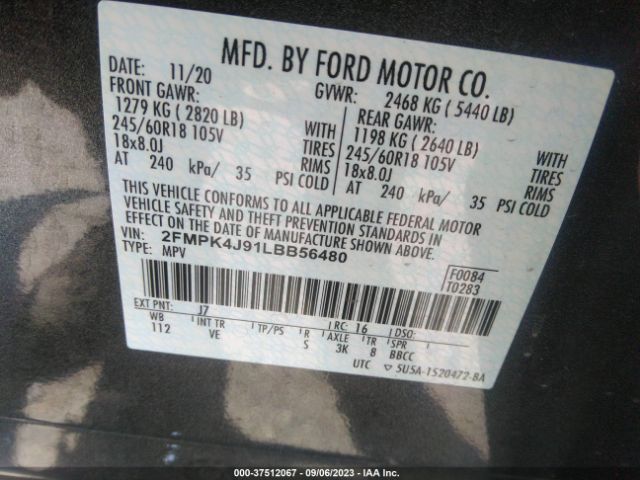 MFD. BY FORD MOTOR CO.
DATE: 11/20 GVWR: 2468 KG ( 5440 LB)
FRONT GAWR: REAR GAWR:
1279 KG ( 2820 LB) WITH 1198 KG ( 2640 LB) WITH
245/60R18 105V TIRES 245/60R18 105V TIRES
18x8.0J RIMS 18x8.0J RIMS
AT 240 kPa/ 35 PSI COLD AT 240 kPa/ 35 PSI COLD
THIS VEHICLE CONFORMS TO ALL APPLICABLE FEDERAL MOTOR
VEHICLE SAFETY AND THEFT PREVENTION STANDARDS IN
EFFECT ON THE DATE OF MANUFACTURE SHOWN ABOVE.
VIN: 2FMPK4J91LBB56480
TYPE: MPV
F0084
T0283
EXT PNT: J7 RC: 16 DSO:
WB INT TR TP/PS R AXLE TR SPR
112 VE S 3K 8 BBCC
UTC ▽ 5U5A-1520472-BA
000-37512067 - 09/06/2023 - IAA Inc.